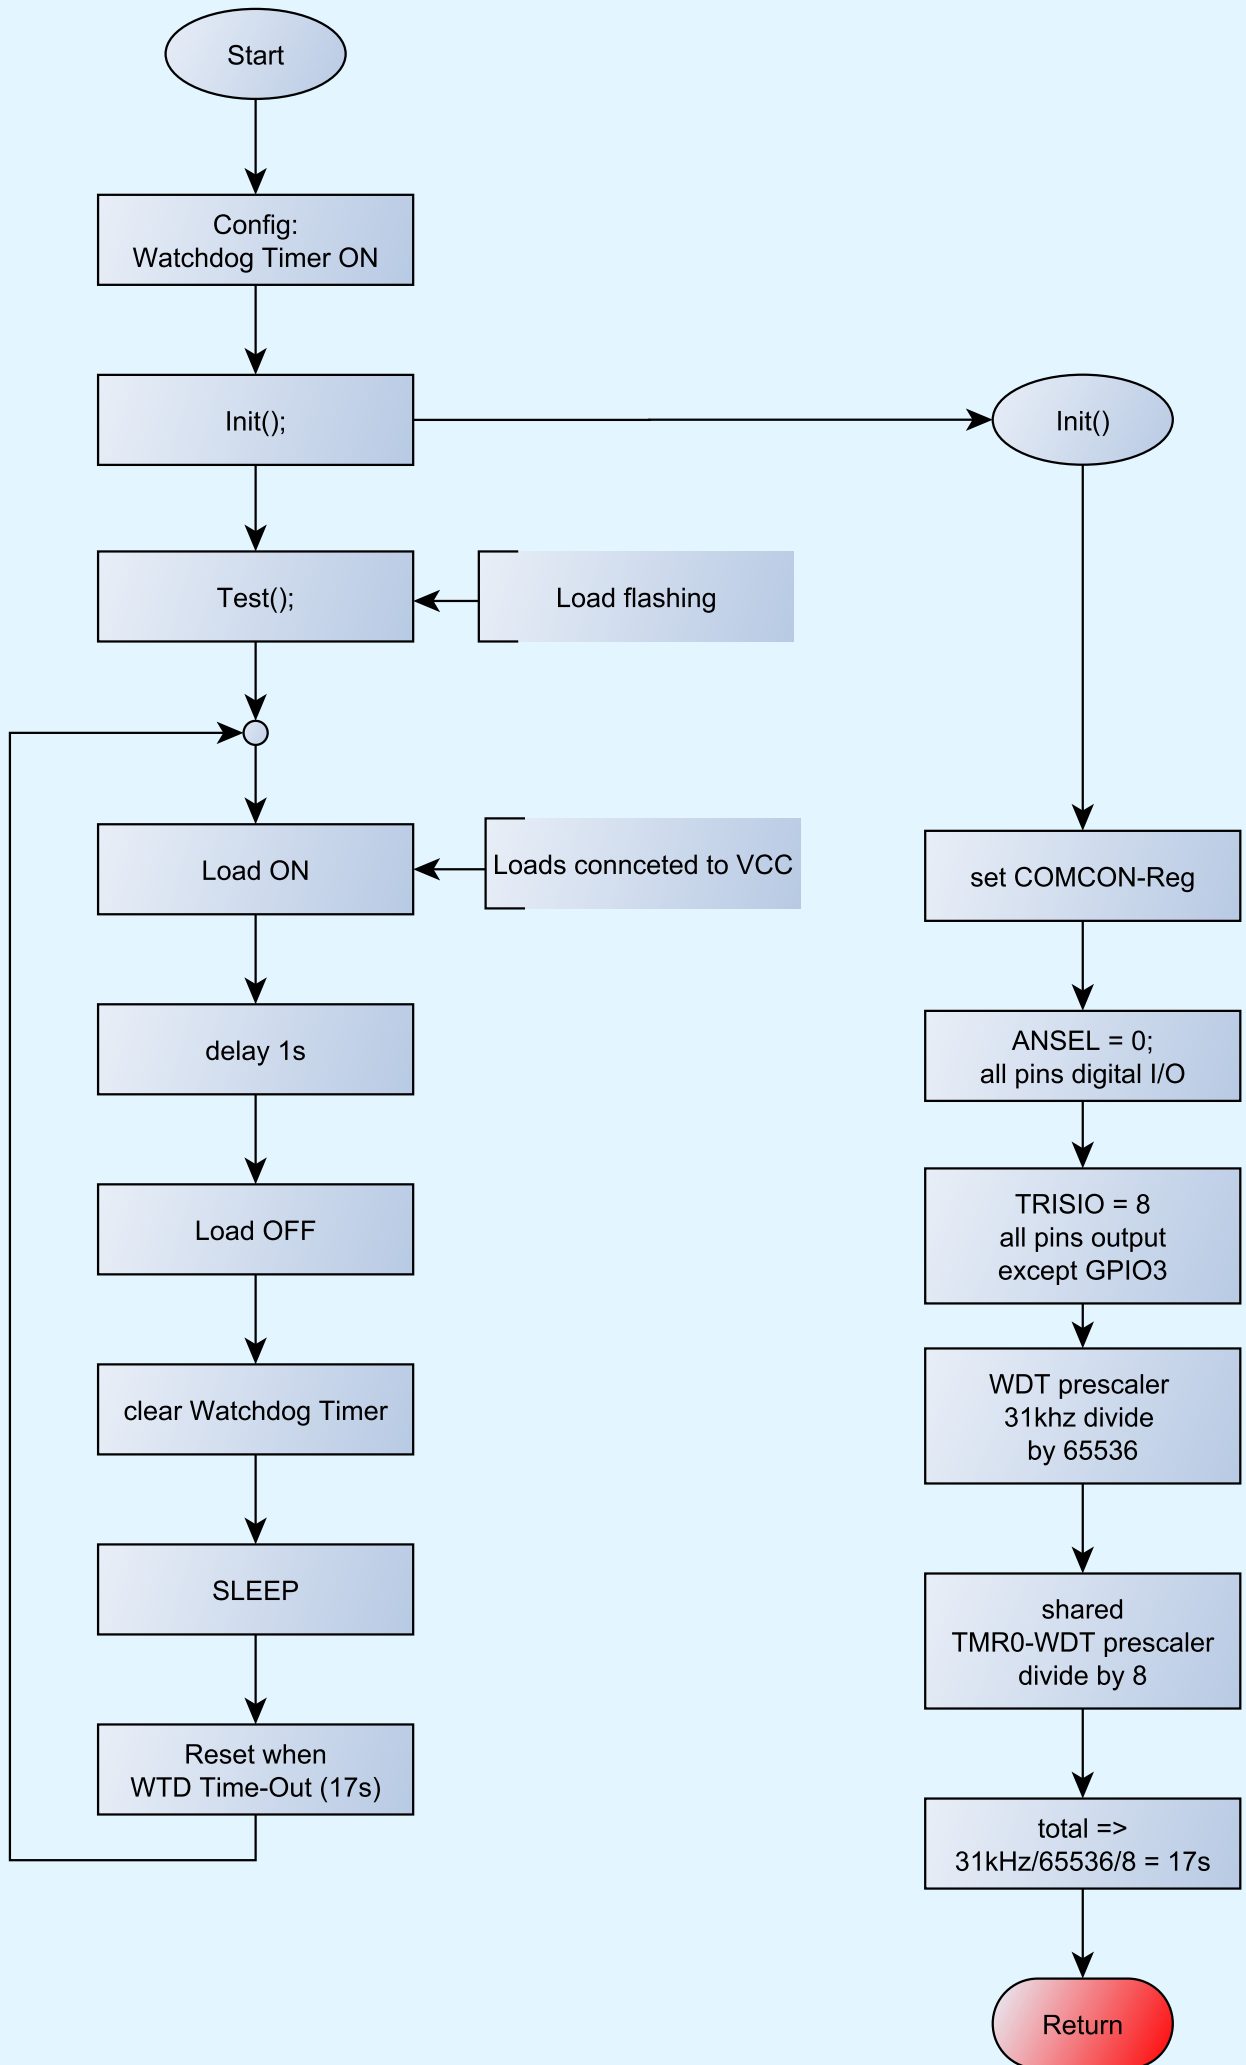 Start
Config:
Watchdog Timer ON
Init();
Init()
Test();
Load flashing
Load ON
Loads connceted to VCC
delay 1s
Load OFF
clear Watchdog Timer
SLEEP
Reset when
WTD Time-Out (17s)
set COMCON-Reg
ANSEL = 0;
all pins digital I/O
TRISIO = 8
all pins output
except GPIO3
WDT prescaler
31khz divide
by 65536
shared
TMR0-WDT prescaler
divide by 8
total =>
31kHz/65536/8 = 17s
Return